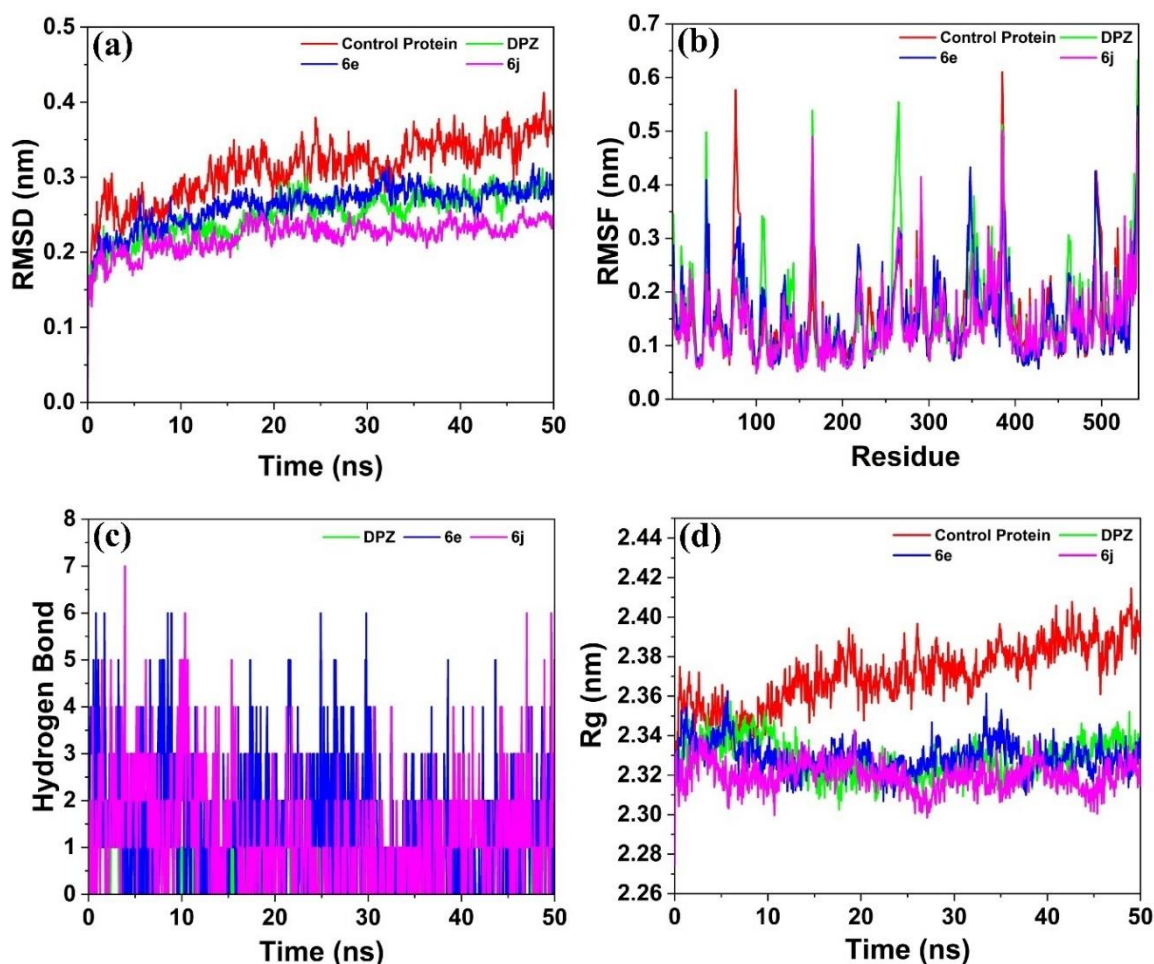 (a)
Control Protein DPZ
6e 6j
RMSD (nm)
0.5
0.4
0.3
0.2
0.1
0.0
0 10 20 30 40 50
Time (ns)
(b)
Control Protein DPZ
6e 6j
RMSF (nm)
0.7
0.6
0.5
0.4
0.3
0.2
0.1
0.0
100 200 300 400 500
Residue
(c)
DPZ 6e 6j
Hydrogen Bond
8
7
6
5
4
3
2
1
0
0 10 20 30 40 50
Time (ns)
(d)
Control Protein DPZ
6e 6j
Rg (nm)
2.44
2.42
2.40
2.38
2.36
2.34
2.32
2.30
2.28
2.26
0 10 20 30 40 50
Time (ns)